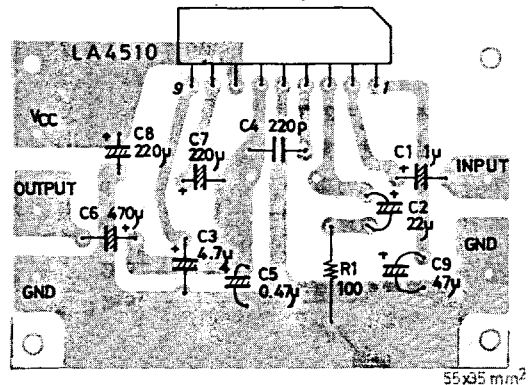 LA4510
9
1
VCC
C8
220µ
C7
220µ
C4 220p
C1 1µ
INPUT
OUTPUT
C6 470µ
C2
22µ
C3
4.7µ
C5
0.47µ
R1
100
C9
47µ
GND
GND
55x35 mm²